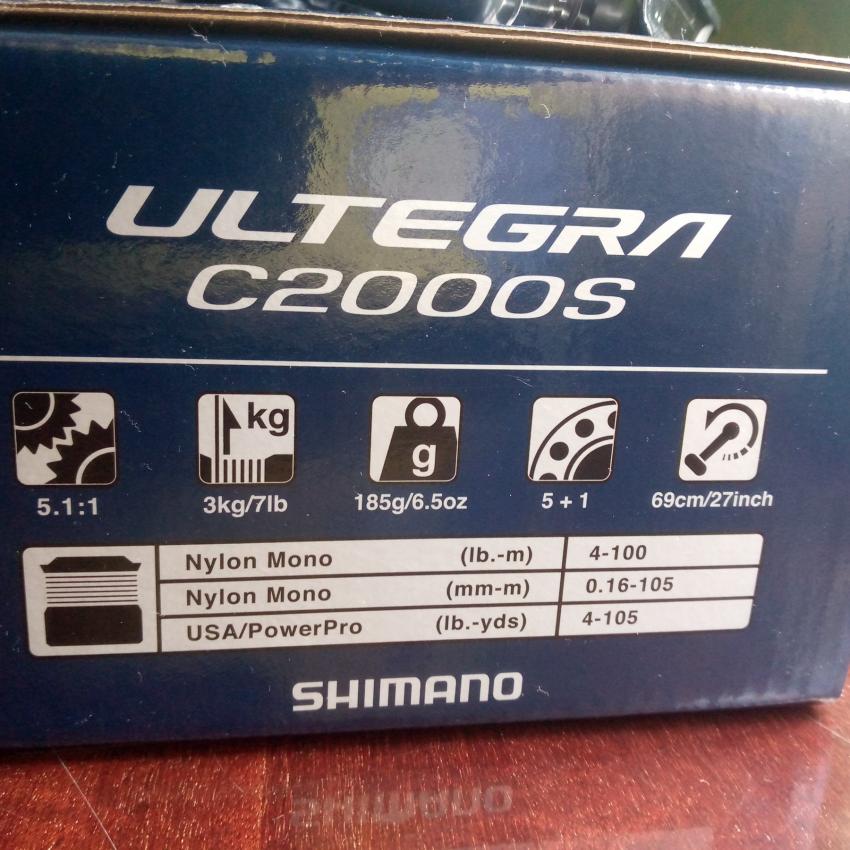 ULTEGRA
C2000S
kg
g
5.1:1 3kg/7lb 185g/6.5oz 5 + 1 69cm/27inch
Nylon Mono (lb.-m) 4-100
Nylon Mono (mm-m) 0.16-105
USA/PowerPro (lb.-yds) 4-105
SHIMANO